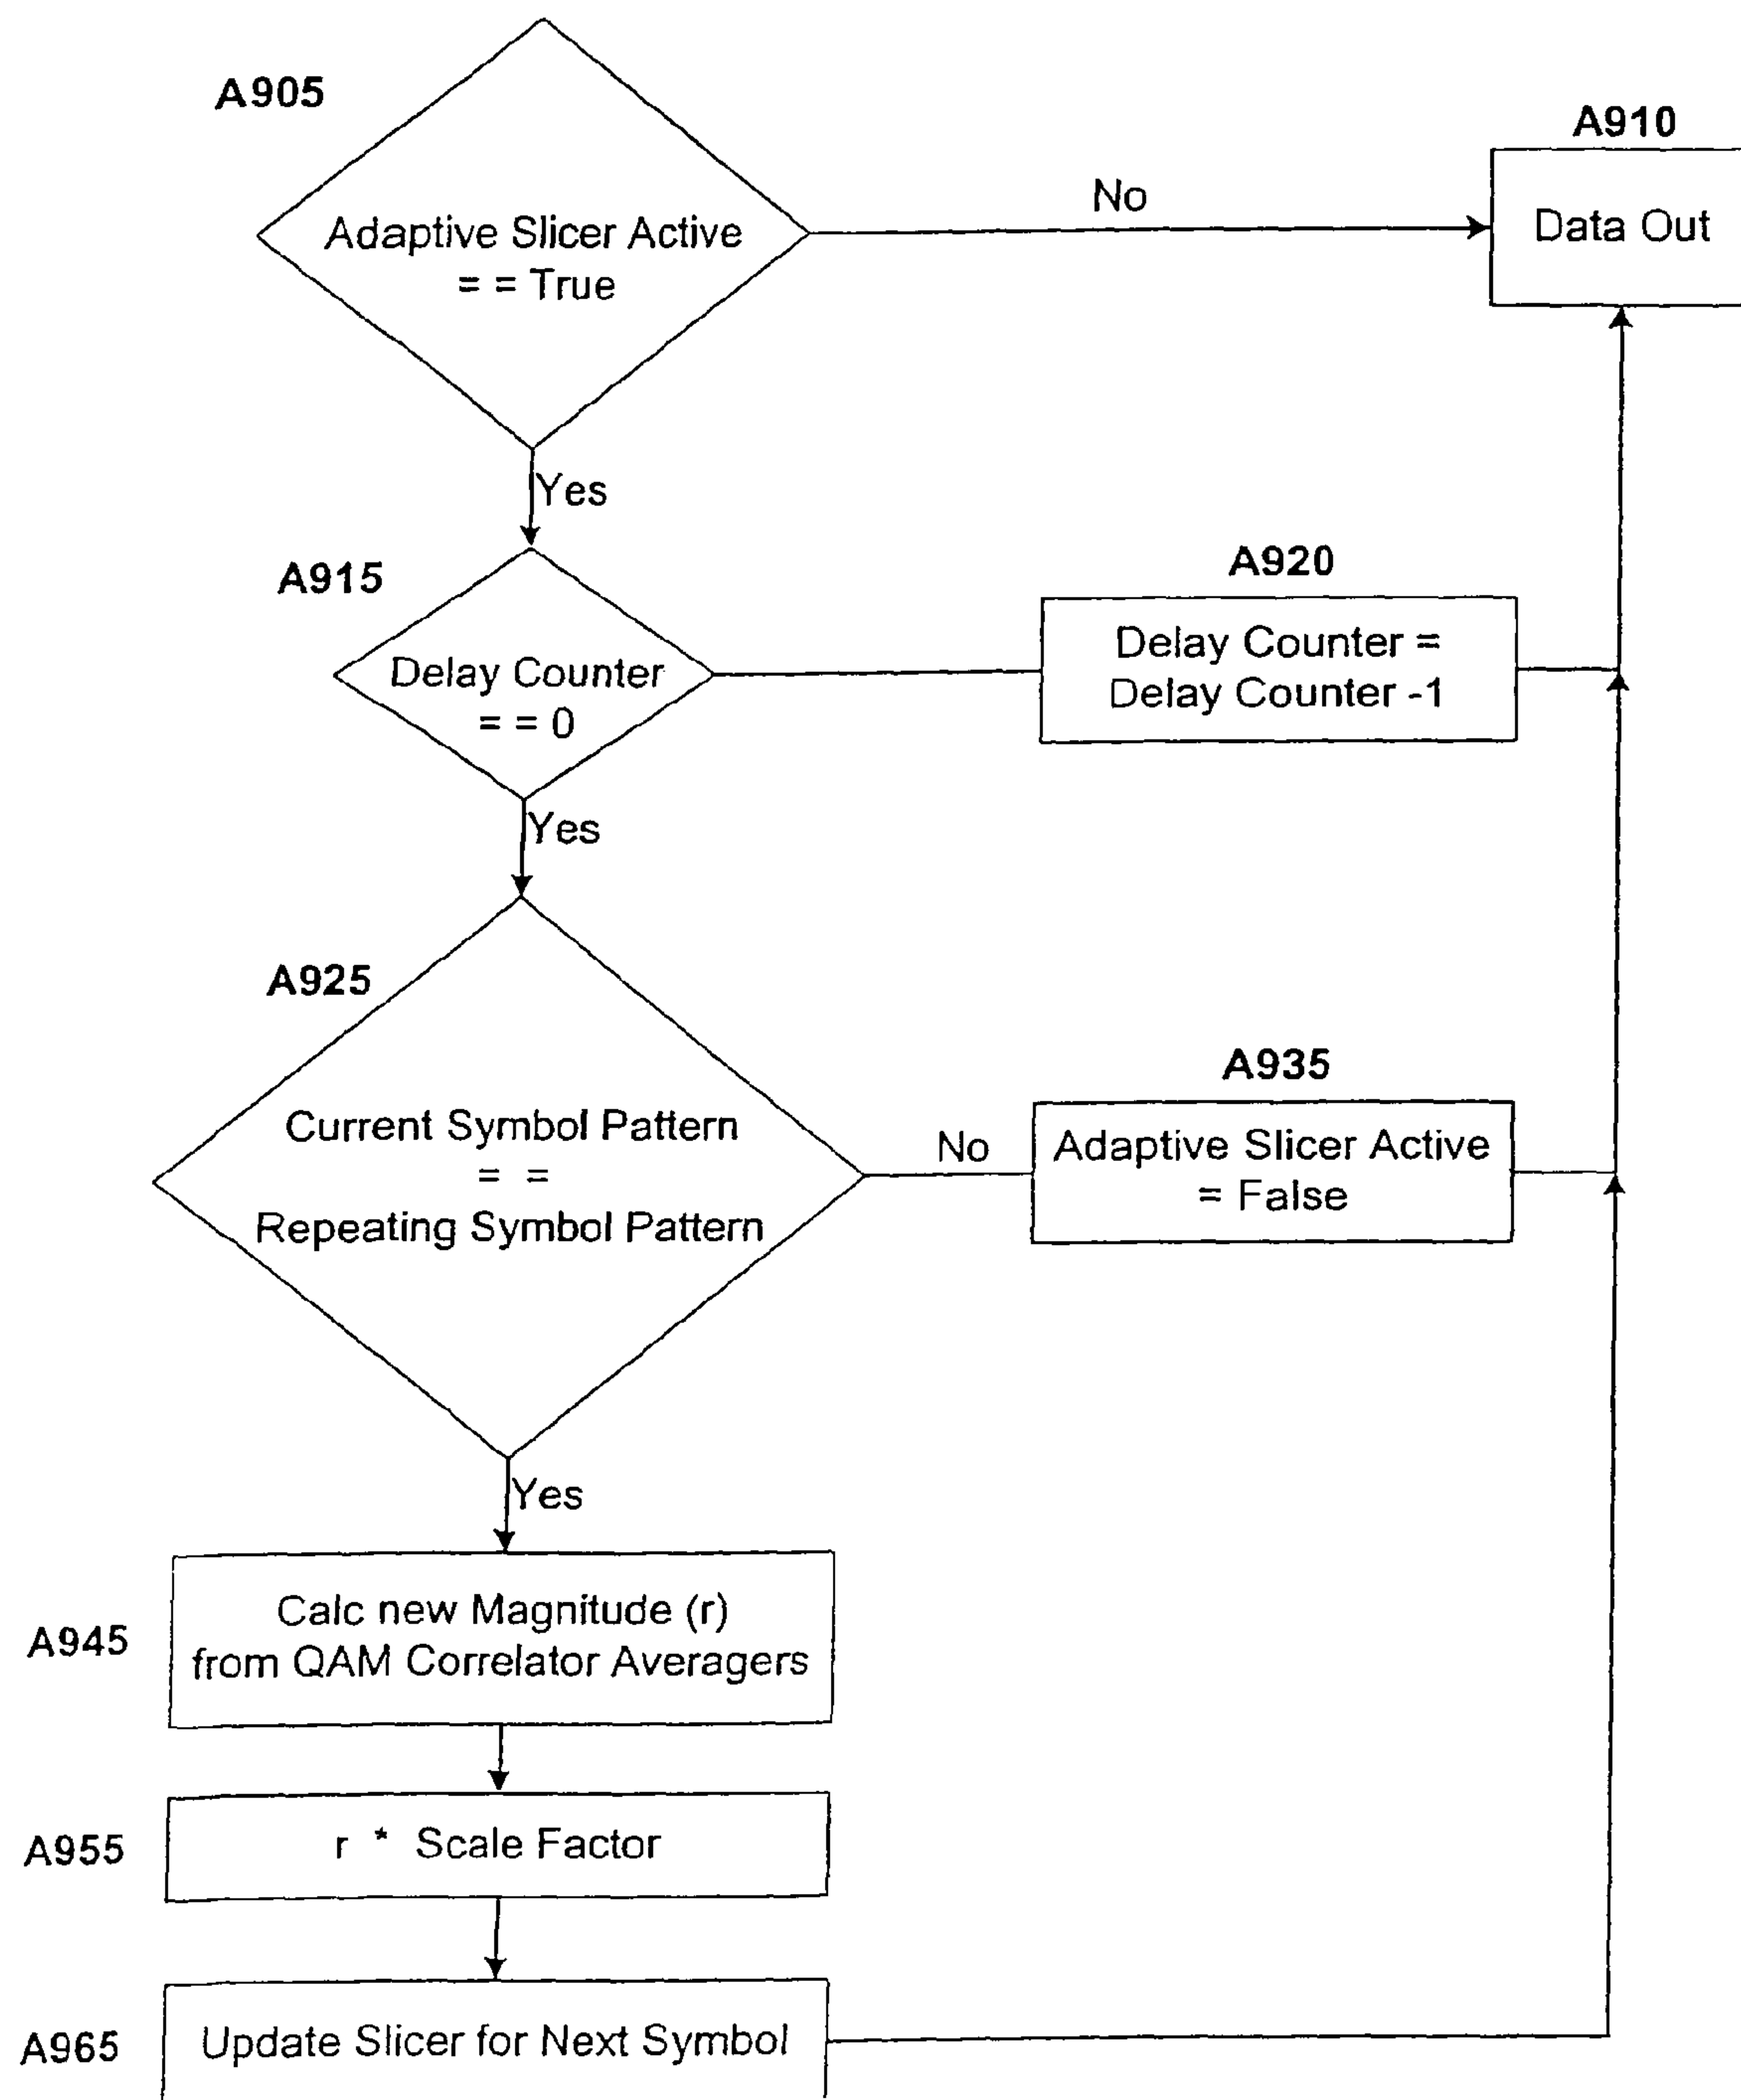 A905
Adaptive Slicer Active
= = True
No
A910
Data Out
Yes
A915
Delay Counter
= = 0
A920
Delay Counter =
Delay Counter -1
Yes
A925
Current Symbol Pattern
= =
Repeating Symbol Pattern
No
A935
Adaptive Slicer Active
= False
Yes
A945
Calc new Magnitude (r)
from QAM Correlator Averagers
A955
r * Scale Factor
A965
Update Slicer for Next Symbol